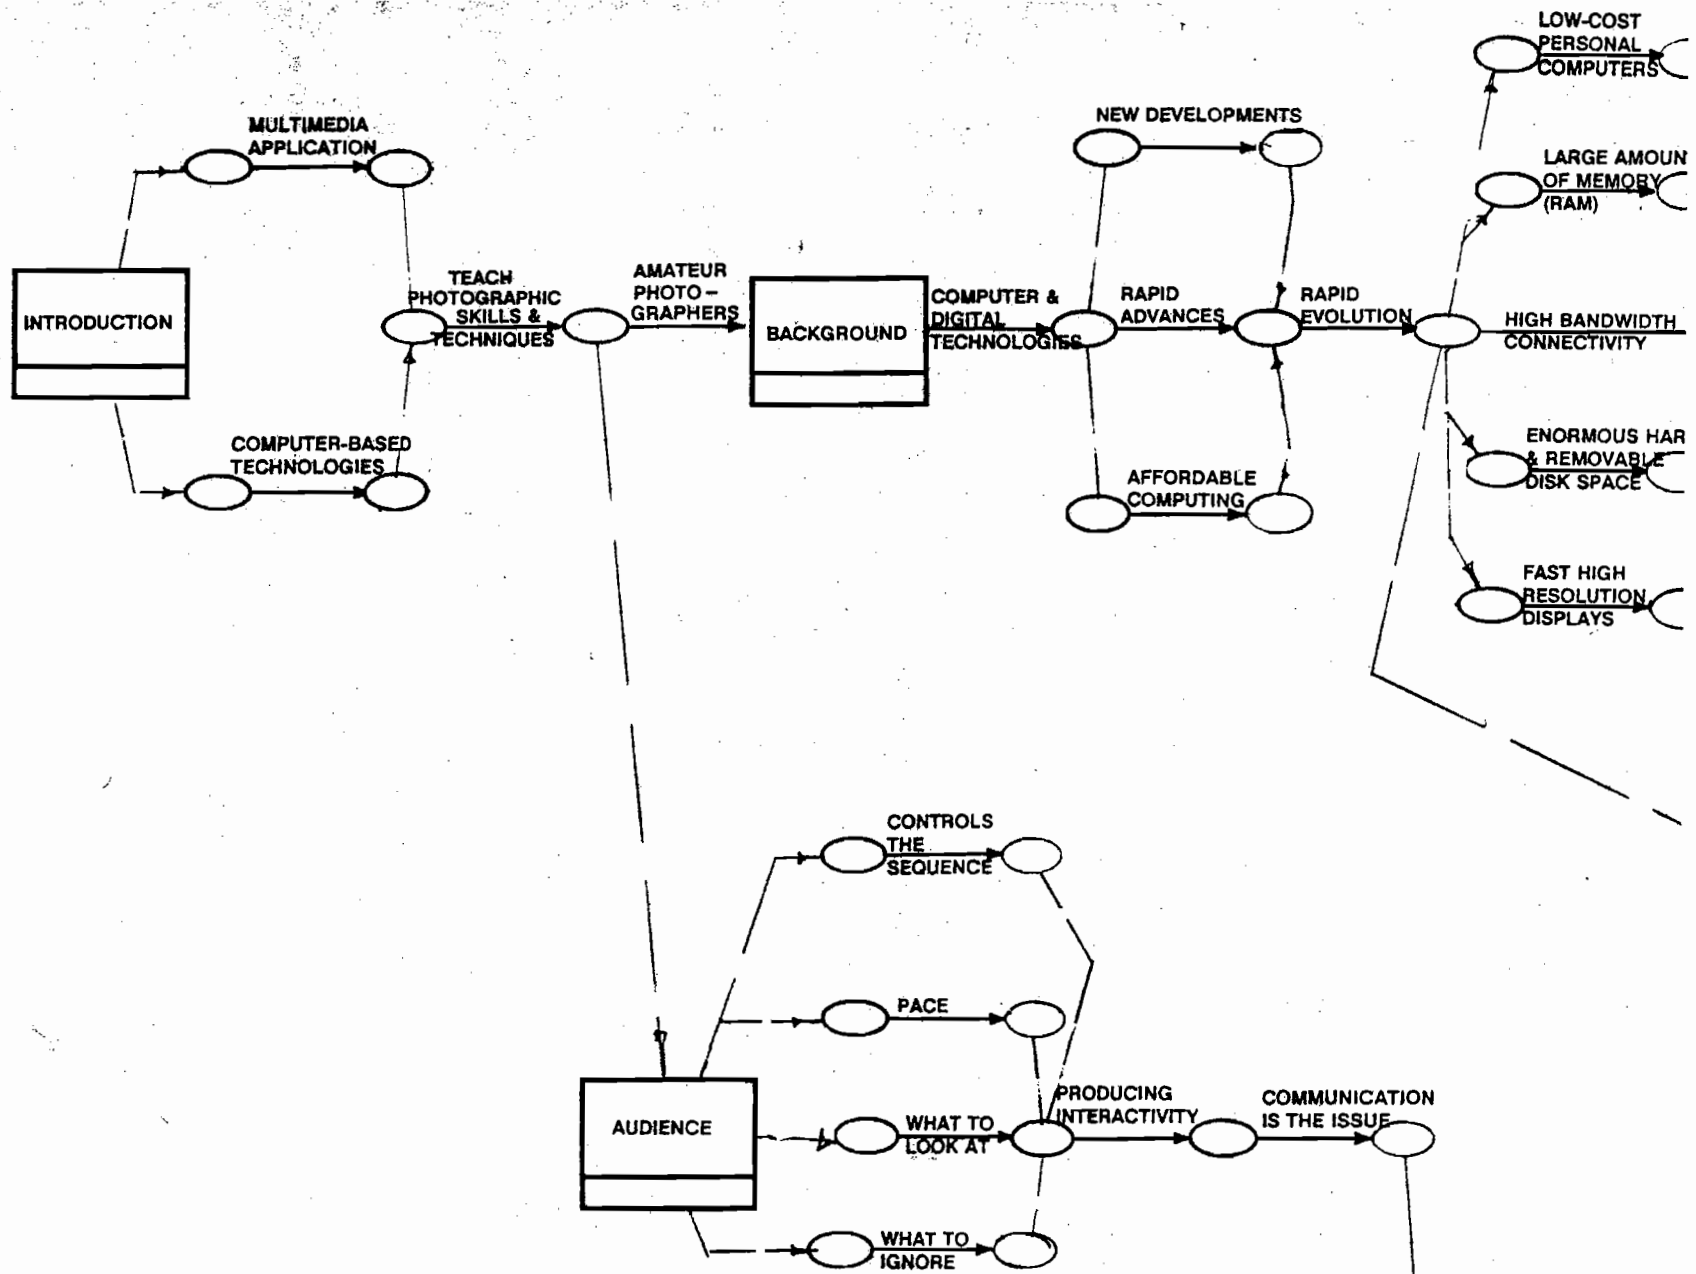 LOW-COST
PERSONAL
COMPUTERS
MULTIMEDIA
APPLICATION
NEW DEVELOPMENTS
LARGE AMOUN
OF MEMORY
(RAM)
INTRODUCTION
TEACH
PHOTOGRAPHIC
SKILLS &
TECHNIQUES
AMATEUR
PHOTO-
GRAPHERS
BACKGROUND
COMPUTER &
DIGITAL
TECHNOLOGIES
RAPID
ADVANCES
RAPID
EVOLUTION
HIGH BANDWIDTH
CONNECTIVITY
COMPUTER-BASED
TECHNOLOGIES
AFFORDABLE
COMPUTING
ENORMOUS HAR
& REMOVABLE
DISK SPACE
FAST HIGH
RESOLUTION
DISPLAYS
CONTROLS
THE
SEQUENCE
PACE
AUDIENCE
WHAT TO
LOOK AT
PRODUCING
INTERACTIVITY
COMMUNICATION
IS THE ISSUE
WHAT TO
IGNORE